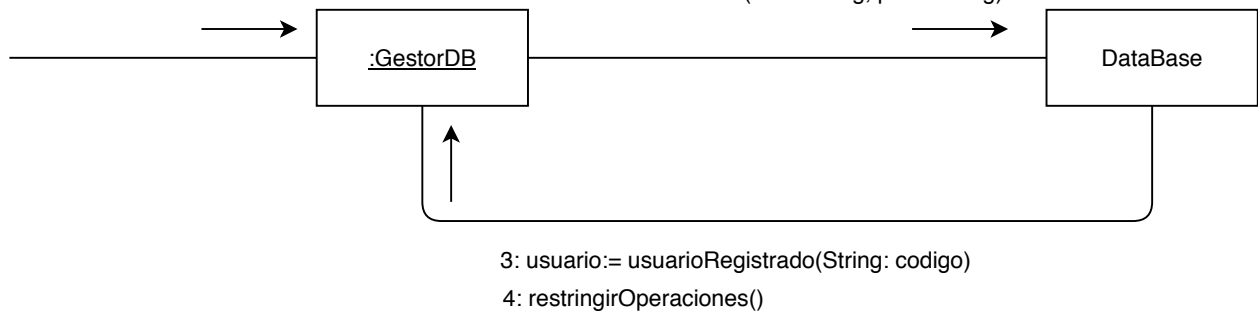 :GestorDB
DataBase
3: usuario:= usuarioRegistrado(String: codigo)
4: restringirOperaciones()